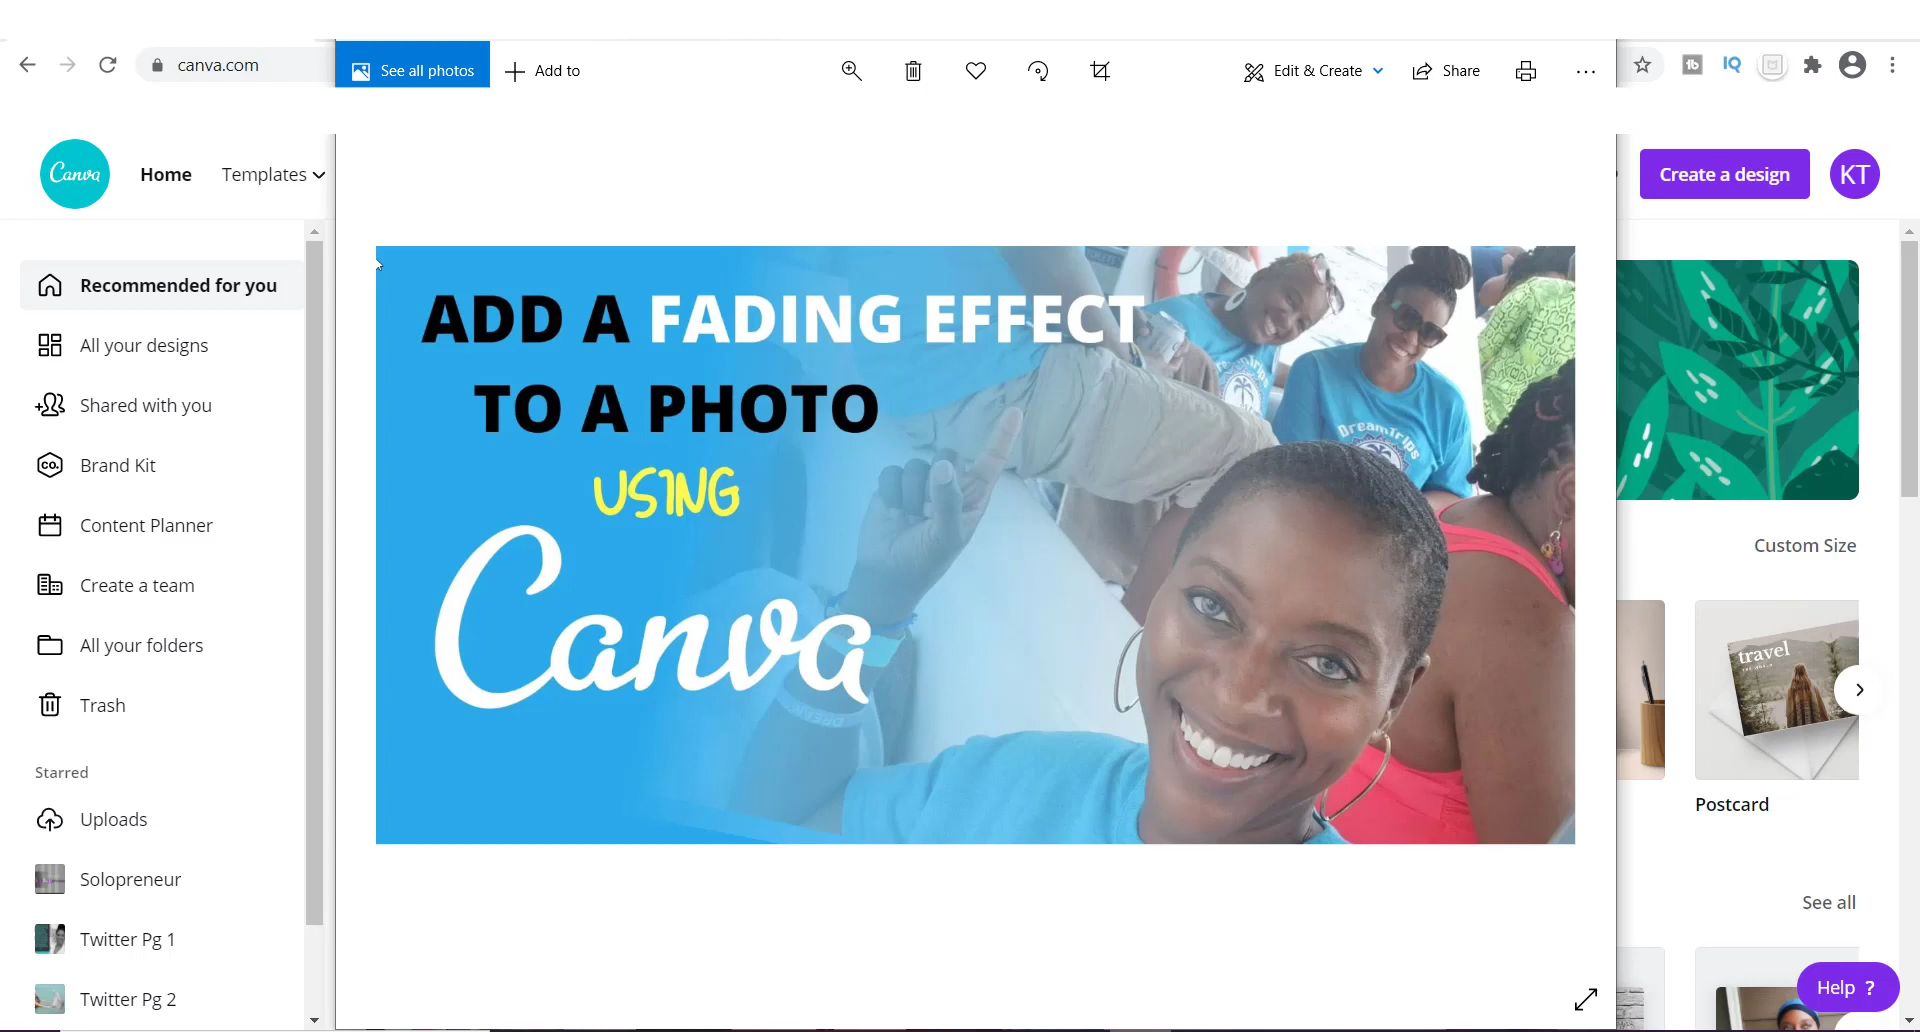 canva.com
See all photos
Add to
Edit & Create
Share
tb
IQ
Canva
Home
Templates
Create a design
KT
Recommended for you
All your designs
Shared with you
CO.
Brand Kit
Content Planner
Create a team
All your folders
Trash
Starred
Uploads
Solopreneur
Twitter Pg 1
Twitter Pg 2
ADD A FADING EFFECT
TO A PHOTO
USING
Canva
DreamTrips
Custom Size
travel
Postcard
See all
Help ?